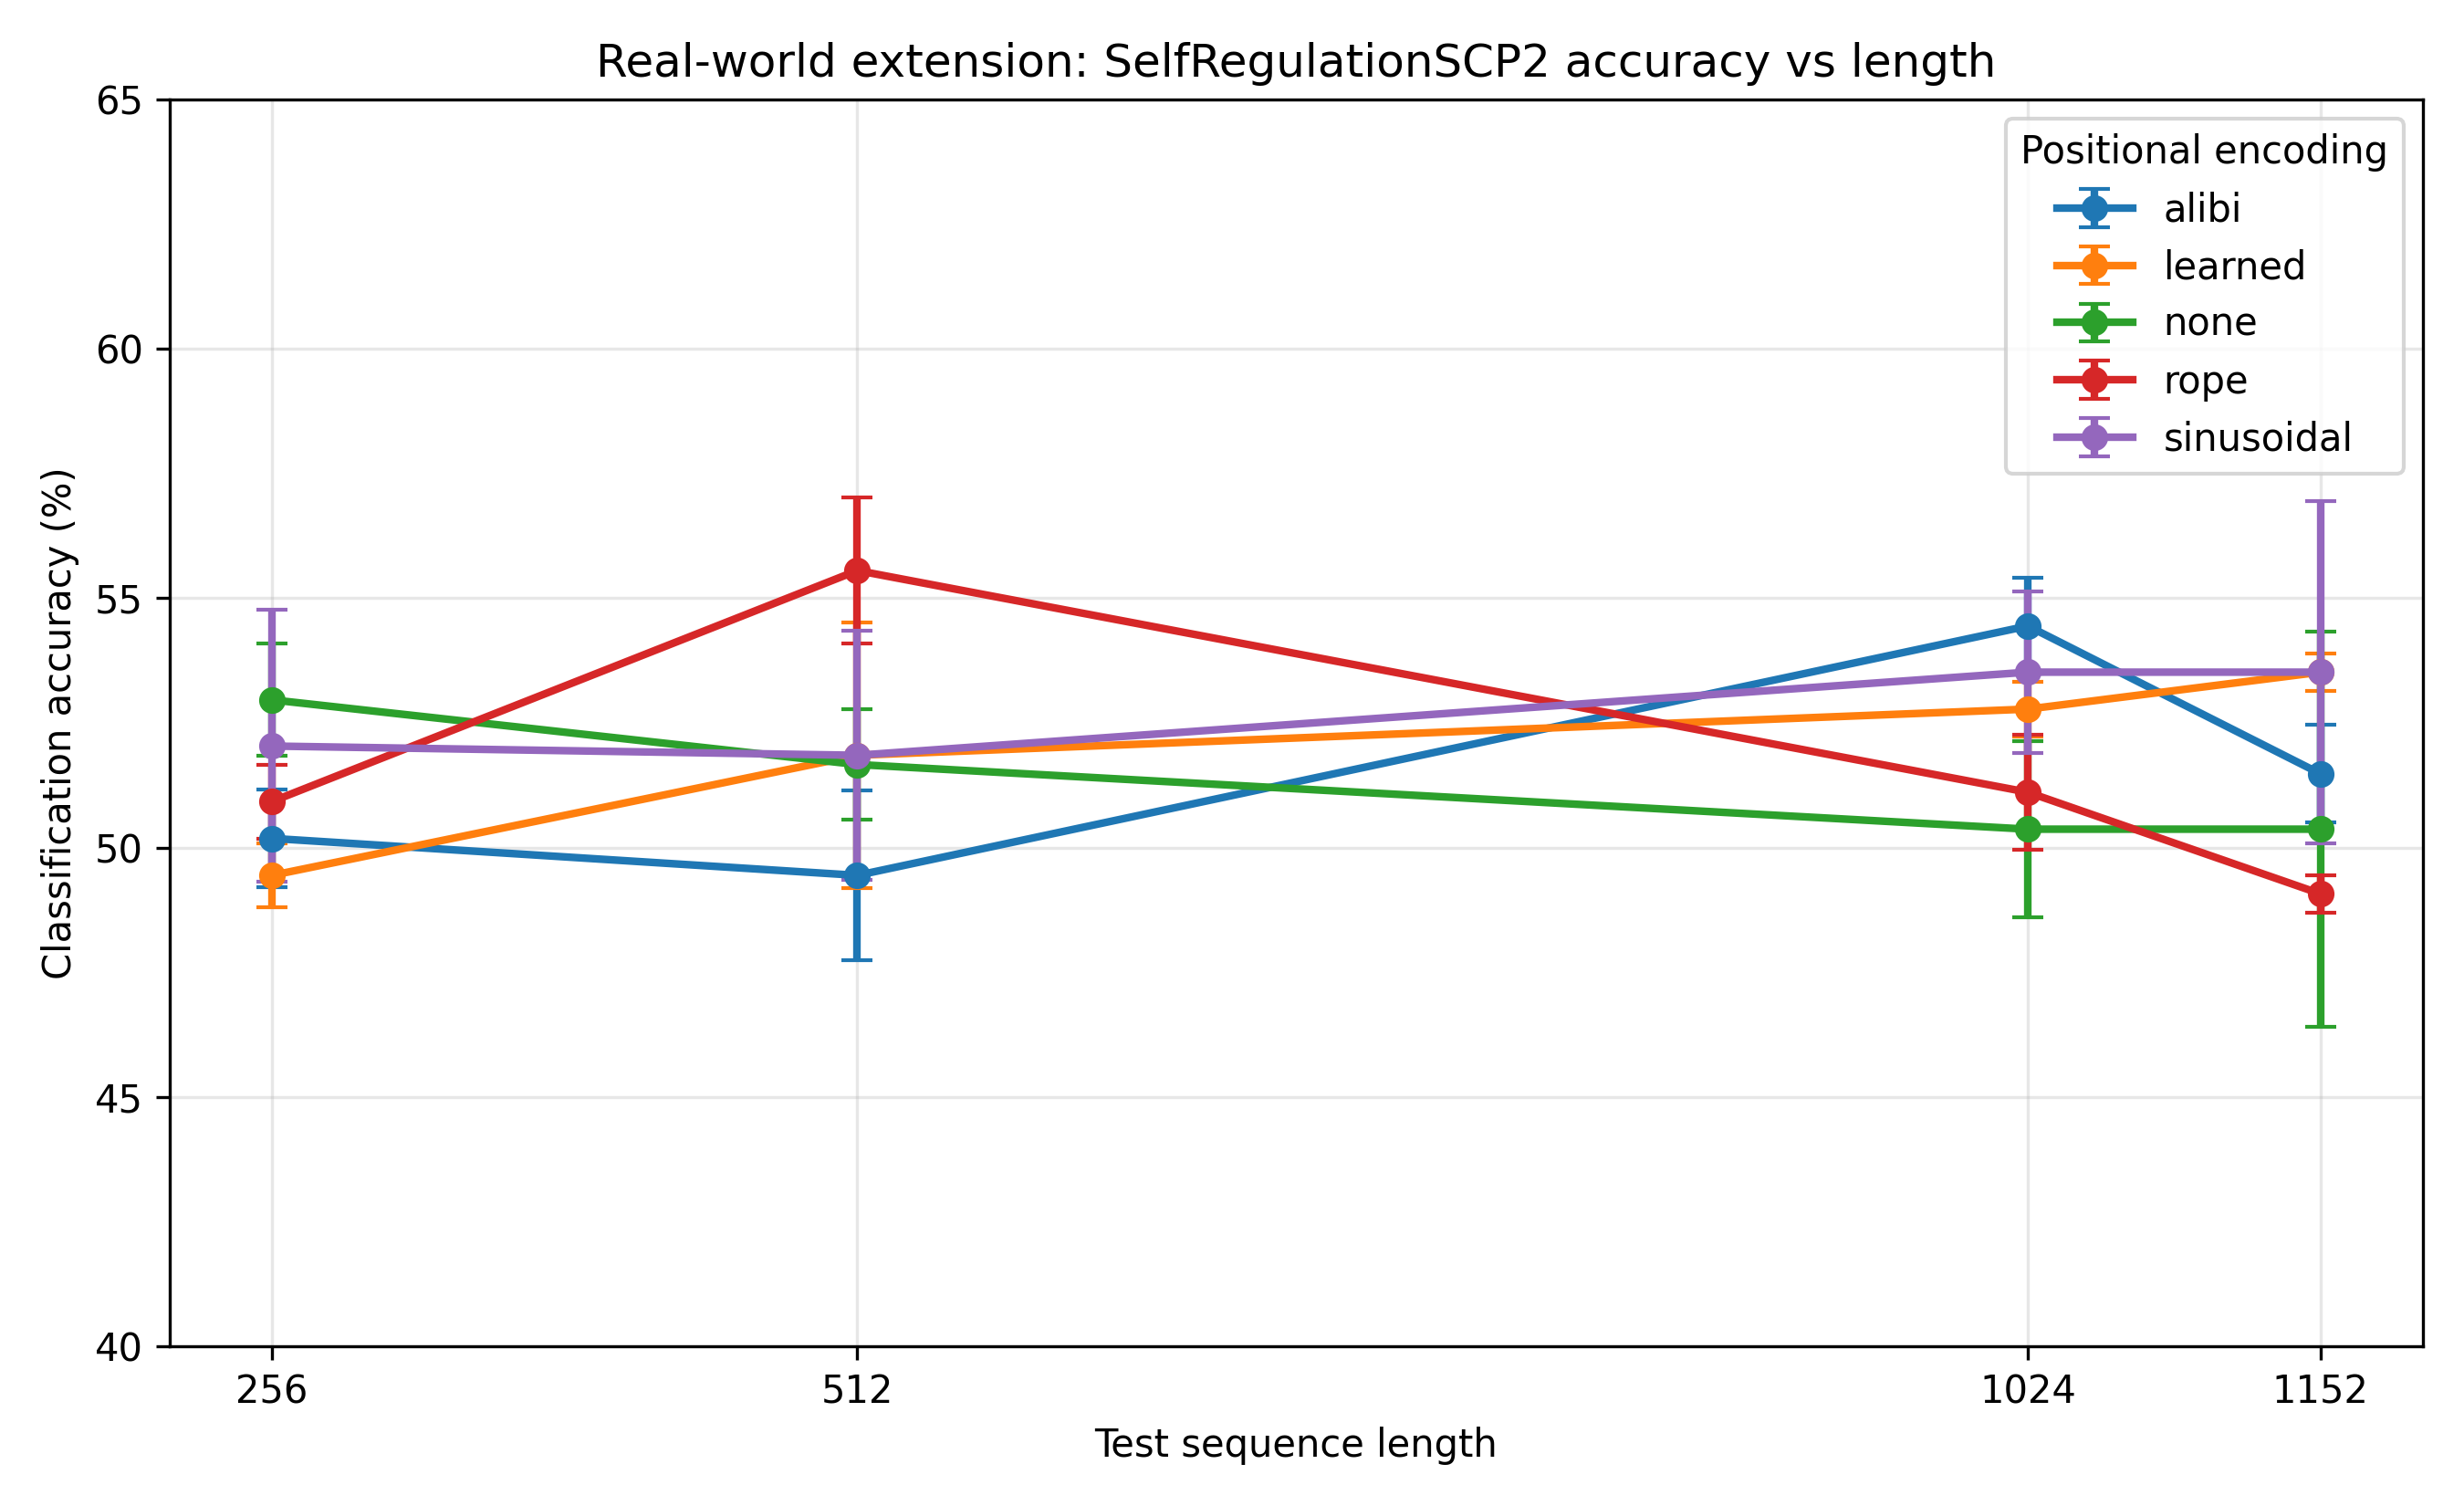 Real-world extension: SelfRegulationSCP2 accuracy vs length
65
60
55
50
45
40
Classification accuracy (%)
Positional encoding
alibi
learned
none
rope
sinusoidal
256
512
1024
1152
Test sequence length